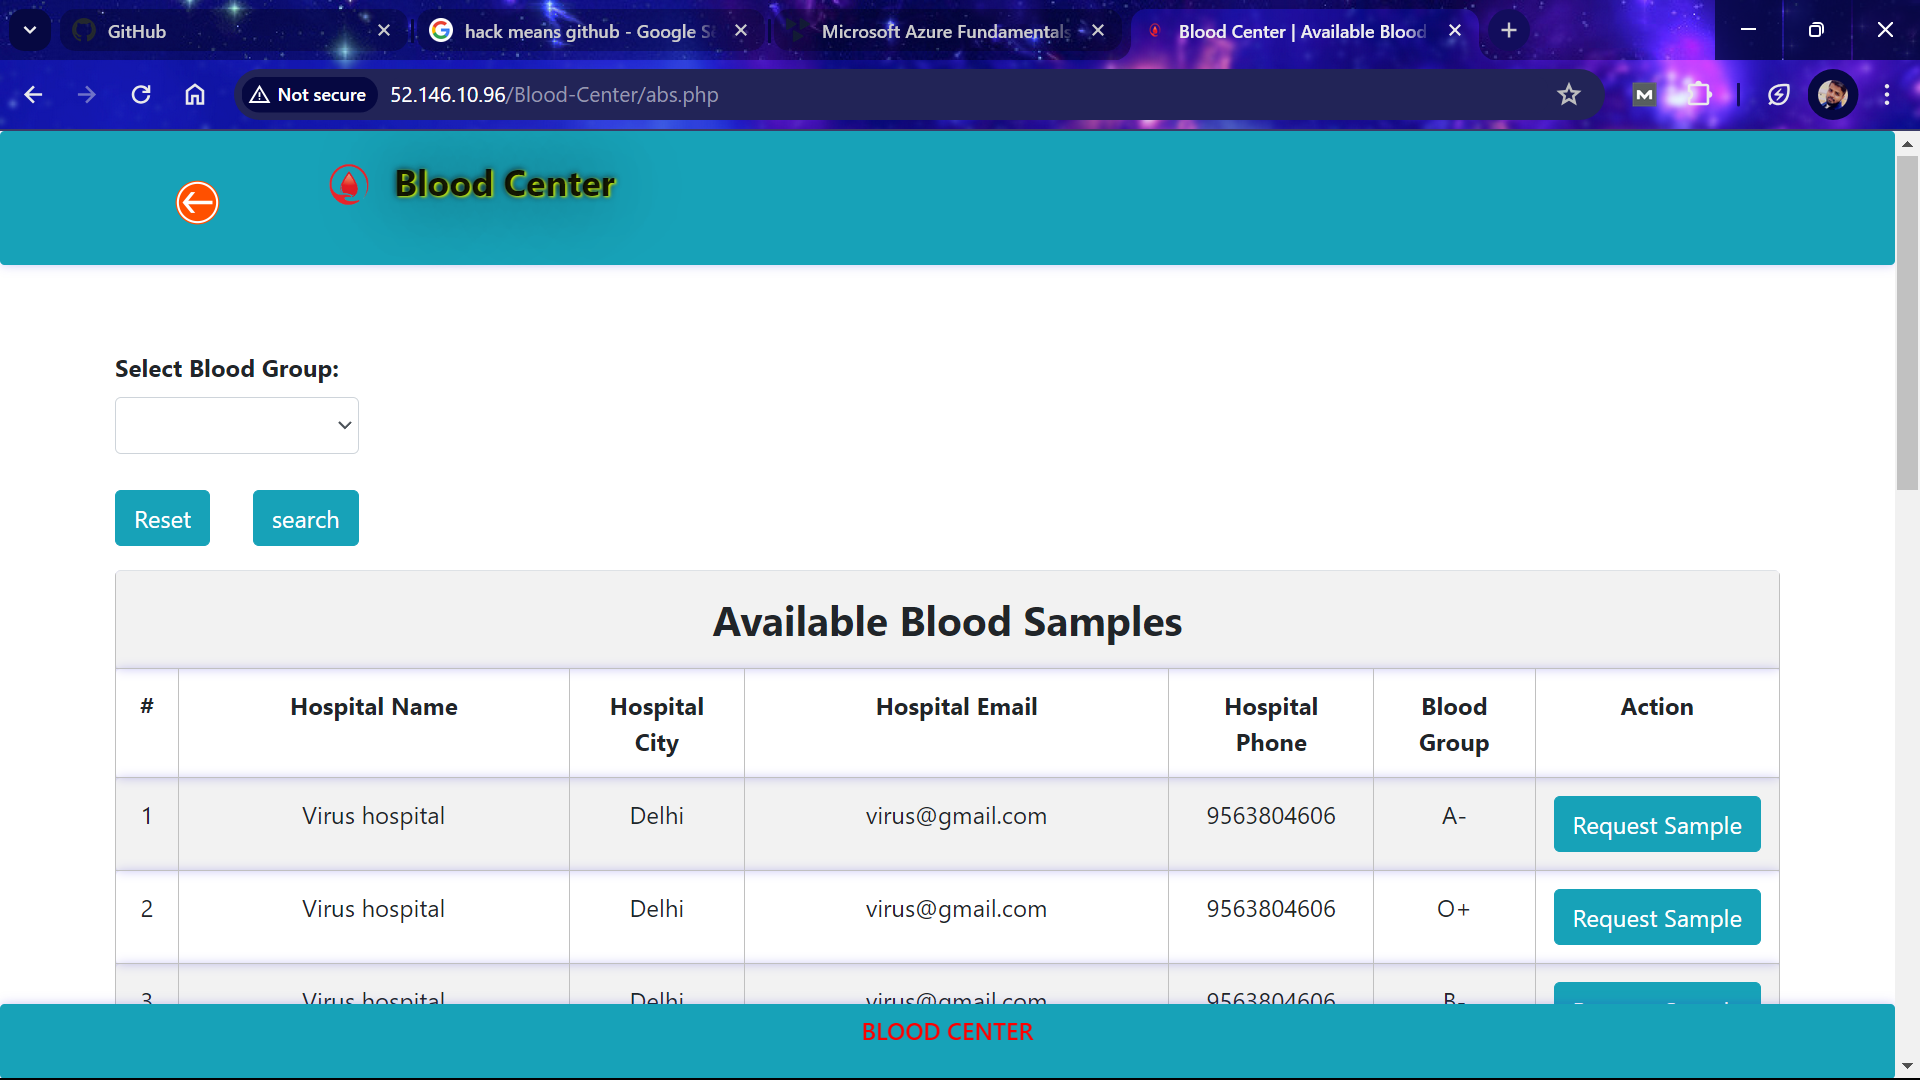 GitHub
hack means github - Google S
Microsoft Azure Fundamentals
Blood Center | Available Blood
Not secure
52.146.10.96/Blood-Center/abs.php
Blood Center
Select Blood Group:
Reset
search
Available Blood Samples
# Hospital Name Hospital City Hospital Email Hospital Phone Blood Group Action
1 Virus hospital Delhi virus@gmail.com 9563804606 A- Request Sample
2 Virus hospital Delhi virus@gmail.com 9563804606 O+ Request Sample
3 Virus hospital Delhi virus@gmail.com 9563804606 B-
BLOOD CENTER